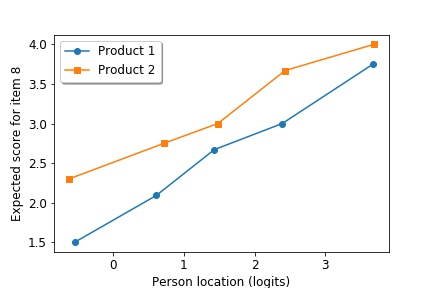 4.0
3.5
3.0
2.5
2.0
1.5
Expected score for item 8
Product 1
Product 2
0 1 2 3
Person location (logits)